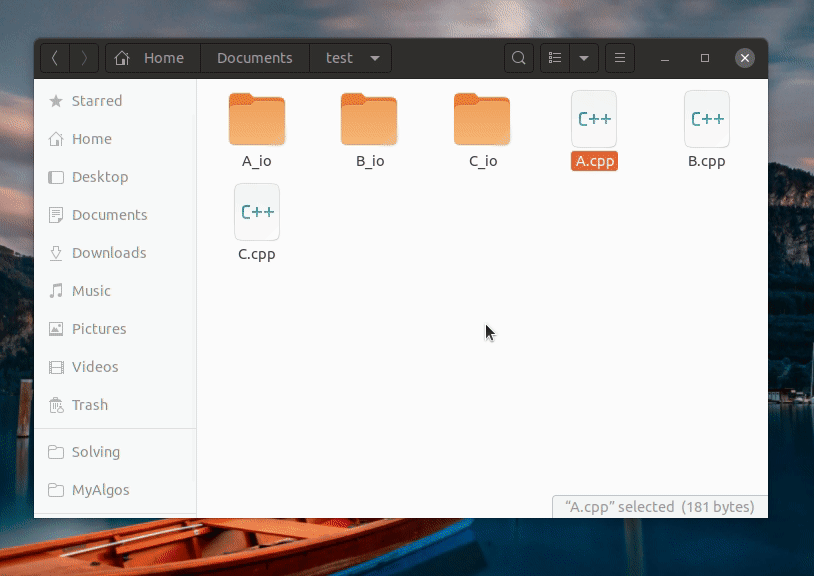 Home Documents test
Starred
Home
Desktop
Documents
Downloads
Music
Pictures
Videos
Trash
Solving
MyAlgos
A_io B_io C_io A.cpp B.cpp
C++ C++
C++
C.cpp
“A.cpp” selected (181 bytes)